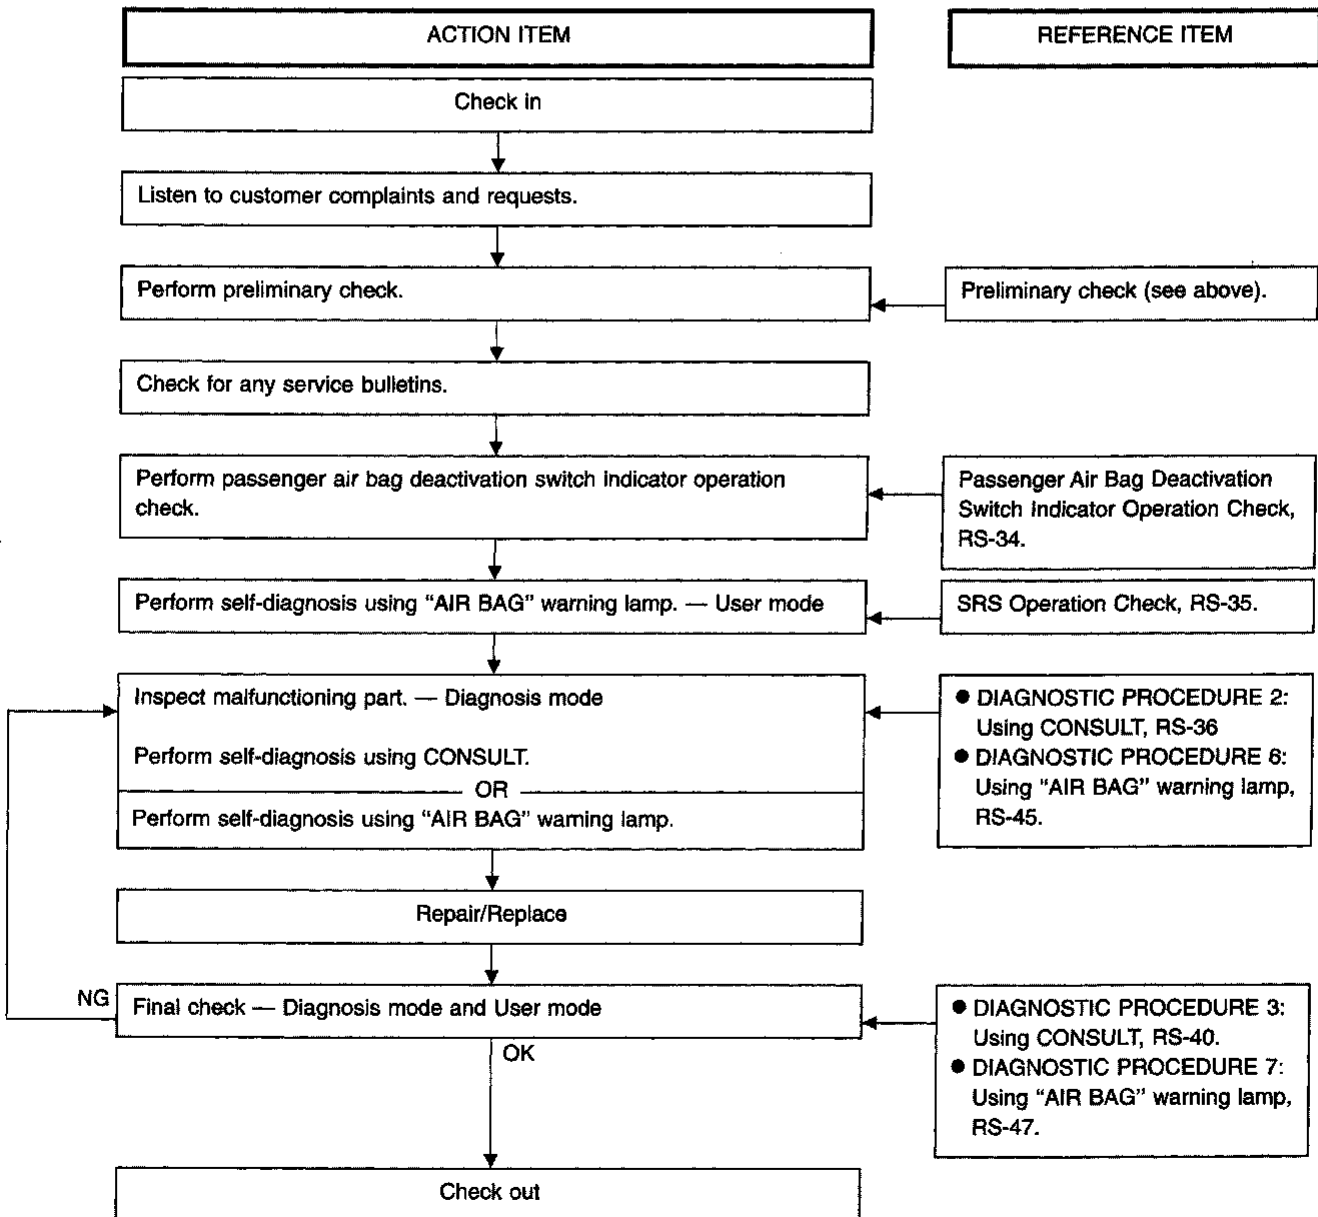 ACTION ITEM
REFERENCE ITEM
Check in
Listen to customer complaints and requests.
Perform preliminary check.
Preliminary check (see above).
Check for any service bulletins.
Perform passenger air bag deactivation switch indicator operation
check.
Passenger Air Bag Deactivation
Switch Indicator Operation Check,
RS-34.
Perform self-diagnosis using “AIR BAG” warning lamp. — User mode
SRS Operation Check, RS-35.
Inspect malfunctioning part. — Diagnosis mode
Perform self-diagnosis using CONSULT.
OR
Perform self-diagnosis using “AIR BAG” warning lamp.
● DIAGNOSTIC PROCEDURE 2:
Using CONSULT, RS-36
● DIAGNOSTIC PROCEDURE 6:
Using “AIR BAG” warning lamp,
RS-45.
Repair/Replace
NG
Final check — Diagnosis mode and User mode
OK
● DIAGNOSTIC PROCEDURE 3:
Using CONSULT, RS-40.
● DIAGNOSTIC PROCEDURE 7:
Using “AIR BAG” warning lamp,
RS-47.
Check out